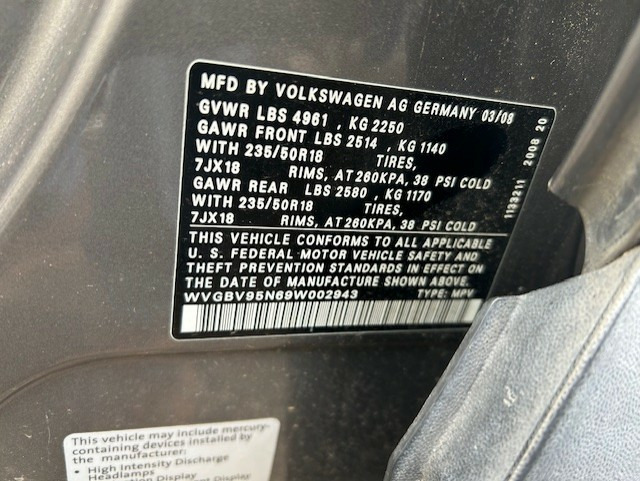 MFD BY VOLKSWAGEN AG GERMANY 03/08
GVWR LBS 4961 , KG 2250
GAWR FRONT LBS 2514 , KG 1140
WITH 235/50R18 TIRES,
7JX18 RIMS, AT 260KPA, 38 PSI COLD
GAWR REAR LBS 2580 , KG 1170
WITH 235/50R18 TIRES,
7JX18 RIMS, AT 260KPA, 38 PSI COLD
THIS VEHICLE CONFORMS TO ALL APPLICABLE
U. S. FEDERAL MOTOR VEHICLE SAFETY AND
THEFT PREVENTION STANDARDS IN EFFECT ON
THE DATE OF MANUFACTURE SHOWN ABOVE.
WVGBV95N69W002943 TYPE: MPV
1133211 2008 20
This vehicle may include mercury-
containing devices installed by
the manufacturer:
• High Intensity Discharge
Headlamps
Display
Display